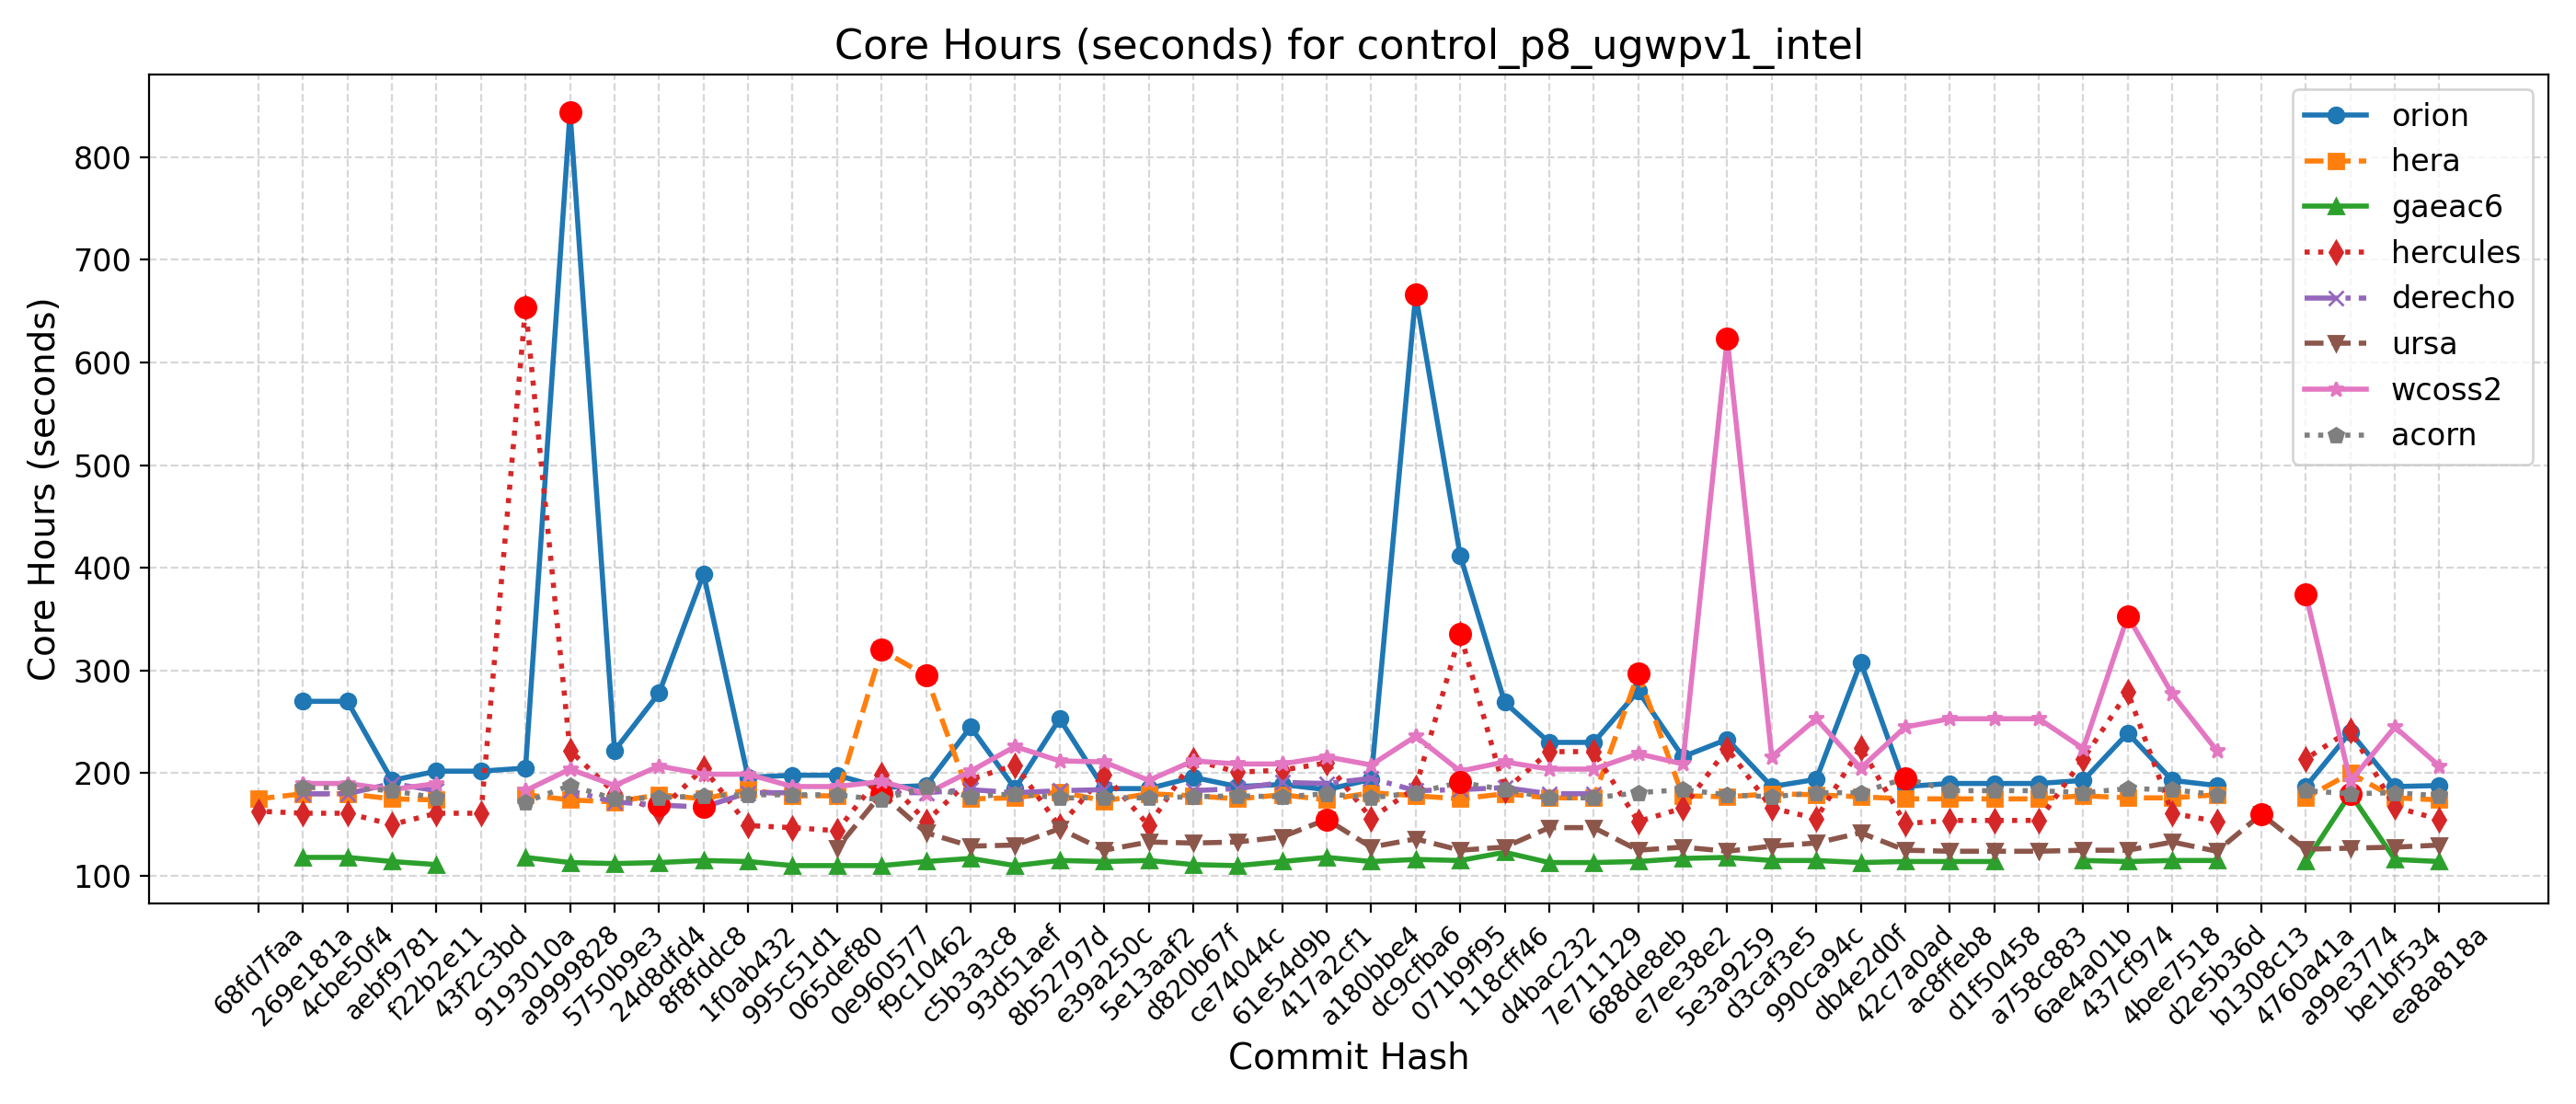 Core Hours (seconds) for control_p8_ugwpv1_intel
Core Hours (seconds)
800
700
600
500
400
300
200
100
orion
hera
gaeac6
hercules
derecho
ursa
wcoss2
acorn
68fd7faa
269e181a
4cbe50f4
aebf9781
f22b2e11
43f2c3bd
9193010a
a9999828
5750b9e3
24d8dfd4
8f8fddc8
1f0ab432
995c51d1
065def80
0e960577
f9c10462
c5b3a3c8
93d51aef
8b52797d
e39a250c
5e13aaf2
d820b67f
ce74044c
61e54d9b
417a2cf1
a180bbe4
dc9cfba6
071b9f95
118cff46
d4bac232
7e711129
688de8eb
e7ee38e2
5e3a9259
d3caf3e5
990ca94c
db4e2d0f
42c7a0ad
ac8ffeb8
d1f50458
a758c883
6ae4a01b
437cf974
4bee7518
d2e5b36d
b1308c13
4760a41a
a99e3774
be1bf534
ea8a818a
Commit Hash